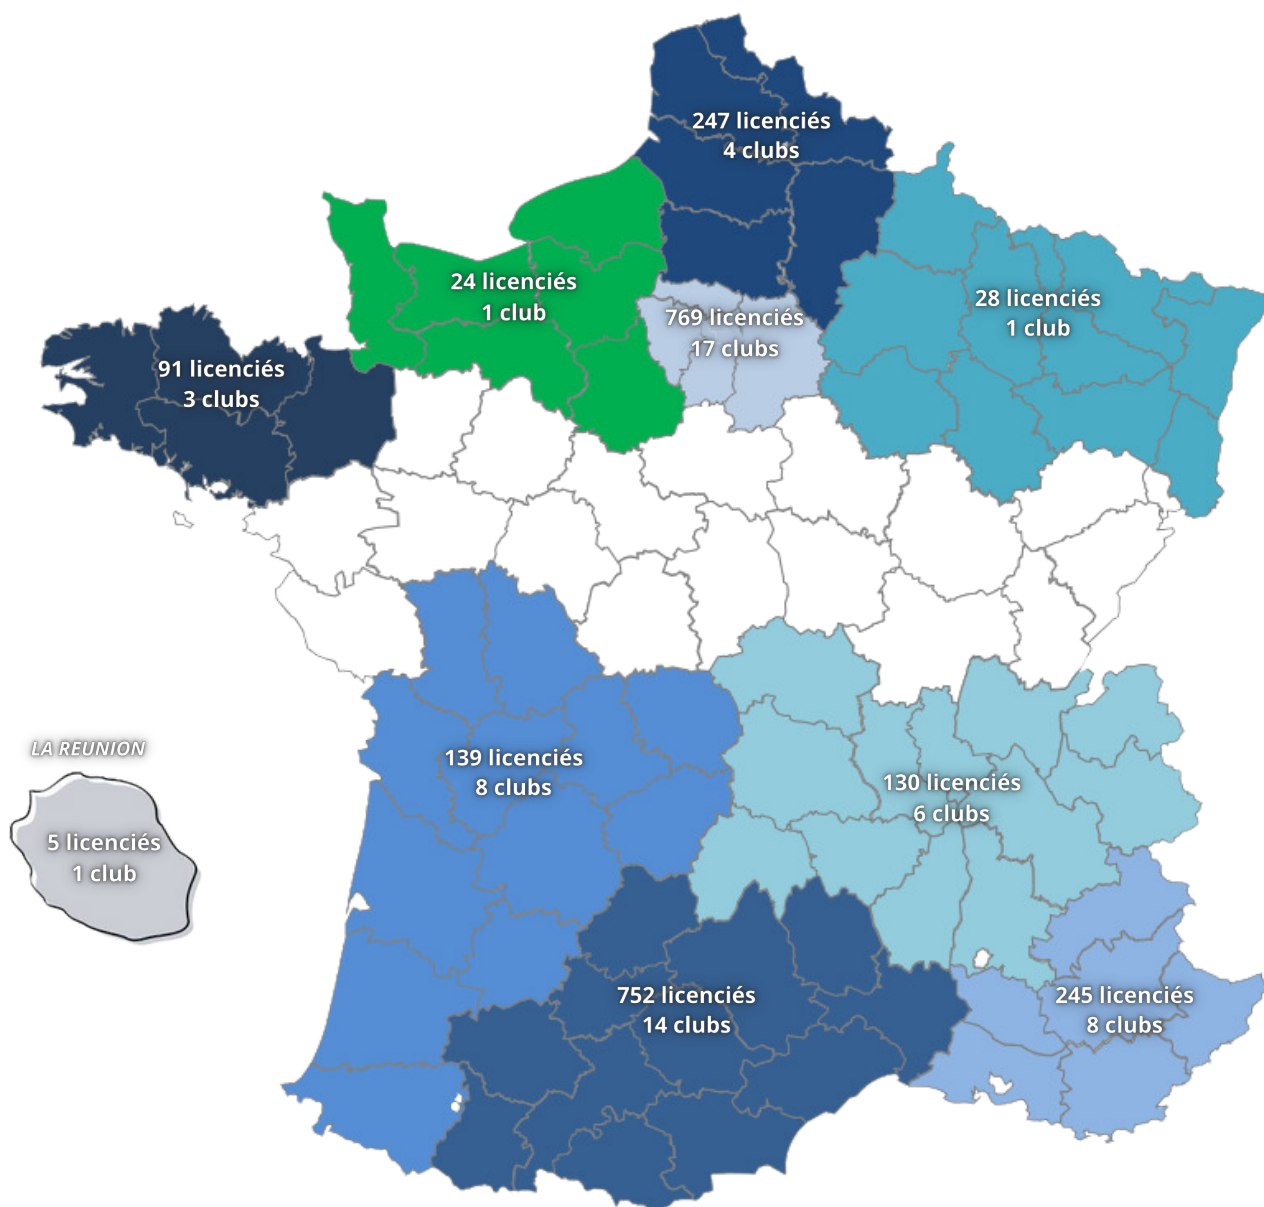 247 licenciés
4 clubs
24 licenciés
1 club
28 licenciés
1 club
769 licenciés
17 clubs
91 licenciés
3 clubs
LA REUNION
139 licenciés
8 clubs
130 licenciés
6 clubs
5 licenciés
1 club
752 licenciés
14 clubs
245 licenciés
8 clubs